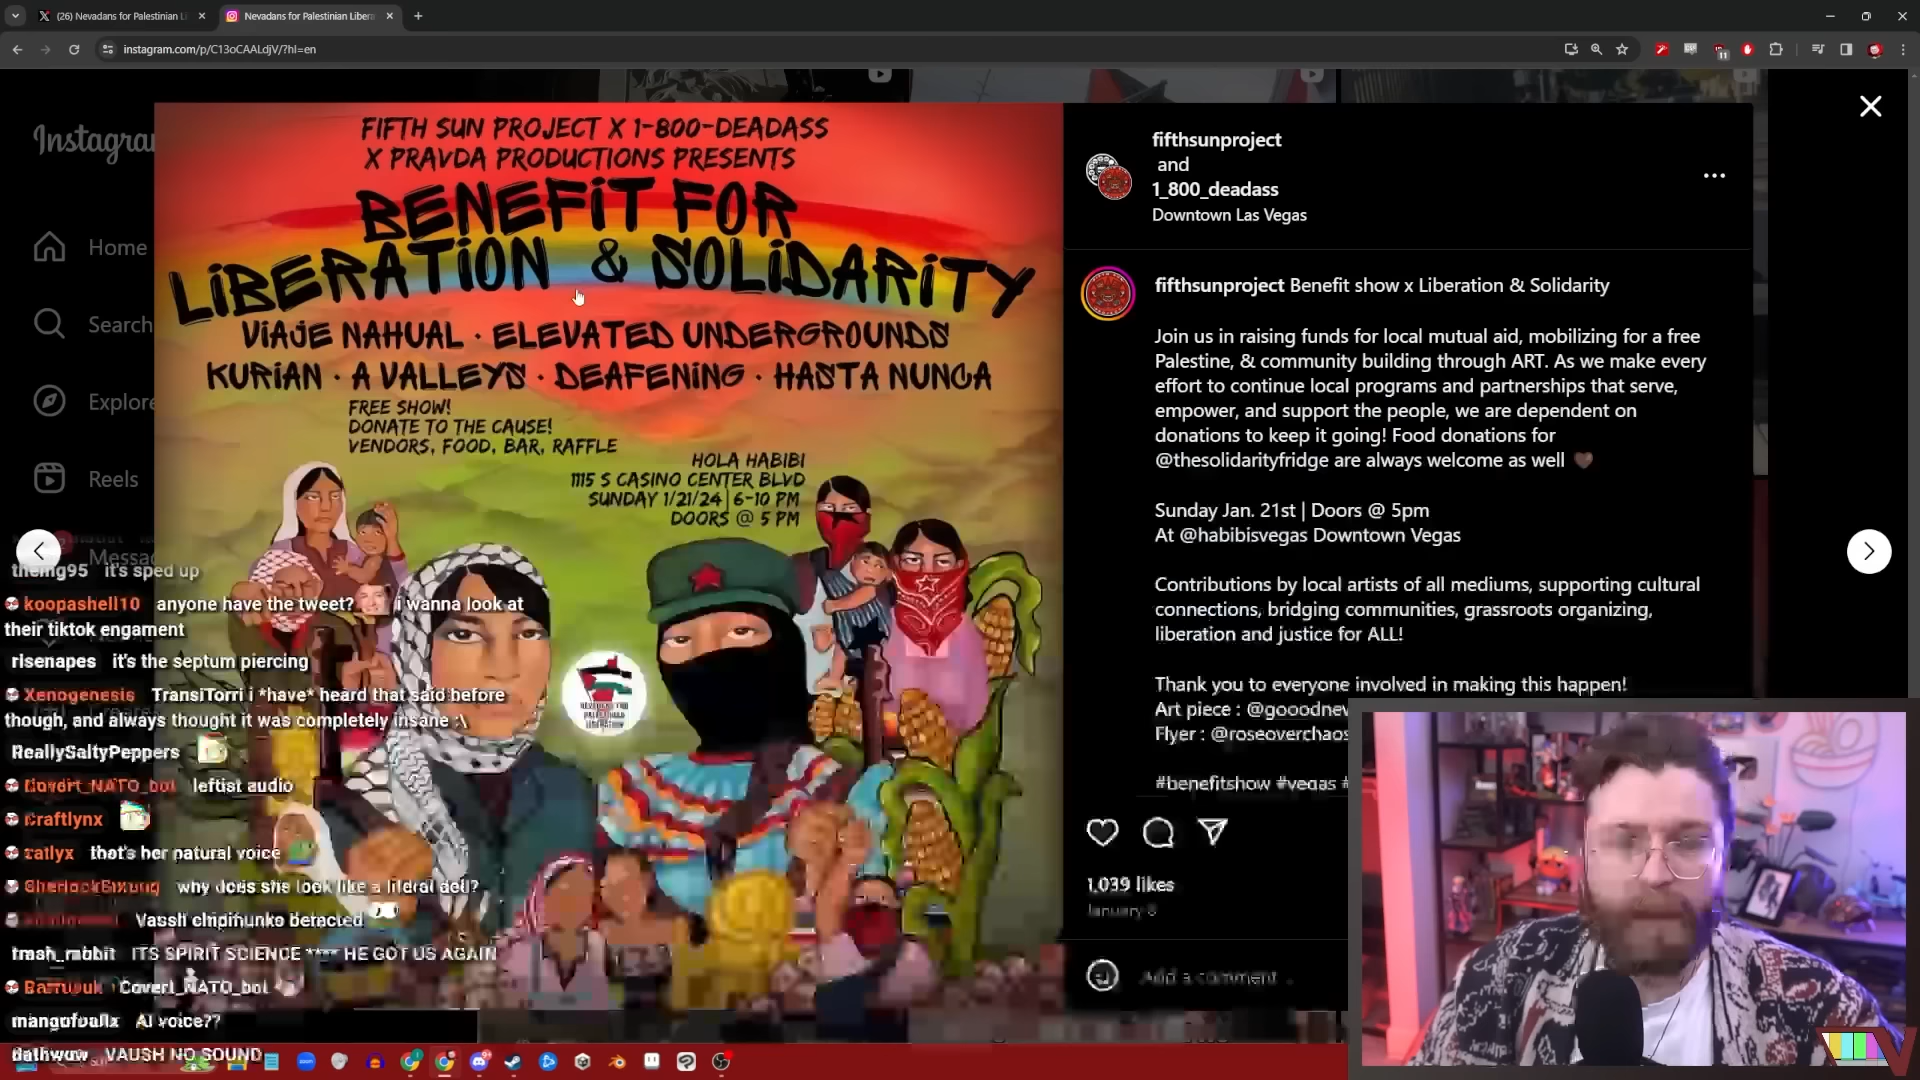 (26) Nevadans for Palestinian Li
Nevadans for Palestinian Liber
instagram.com/p/C13oCAALdjV/?hl=en
11
Instagram
Home
Search
Explore
Reels
Messa
FIFTH SUN PROJECT X 1-800-DEADASS
X PRAVDA PRODUCTIONS PRESENTS
BENEFIT FOR
LIBERATION & SOLIDARITY
VIAJE NAHUAL · ELEVATED UNDERGROUNDS
KURIAN · A VALLEYS · DEAFENING · HASTA NUNCA
FREE SHOW!
DONATE TO THE CAUSE!
VENDORS, FOOD, BAR, RAFFLE
HOLA HABIBI
1115 S CASINO CENTER BLVD
SUNDAY 1/21/24 | 6-10 PM
DOORS @ 5 PM
fifthsunproject
and
1_800_deadass
Downtown Las Vegas
fifthsunproject Benefit show x Liberation & Solidarity
Join us in raising funds for local mutual aid, mobilizing for a free
Palestine, & community building through ART. As we make every
effort to continue local programs and partnerships that serve,
empower, and support the people, we are dependent on
donations to keep it going! Food donations for
@thesolidarityfridge are always welcome as well
Sunday Jan. 21st | Doors @ 5pm
At @habibisvegas Downtown Vegas
Contributions by local artists of all mediums, supporting cultural
connections, bridging communities, grassroots organizing,
liberation and justice for ALL!
Thank you to everyone involved in making this happen!
Art piece : @gooodnew
Flyer : @roseoverchaos
#benefitshow #vegas #
1,039 likes
January 8
Add a comment...
it's sped up
koopashell10 anyone have the tweet? i wanna look at
their tiktok engament
risenapes it's the septum piercing
Xenogenesis TransiTorri i *have* heard that said before
though, and always thought it was completely insane :\
ReallySaltyPeppers
Covert_NATO_bot leftist audio
craftlynx
ratlyx that's her natural voice
why does she look like a literal doll?
ITS SPIRIT SCIENCE **** HE GOT US AGAIN
Covert_NATO_bot
AI voice??
VAUSH NO SOUND